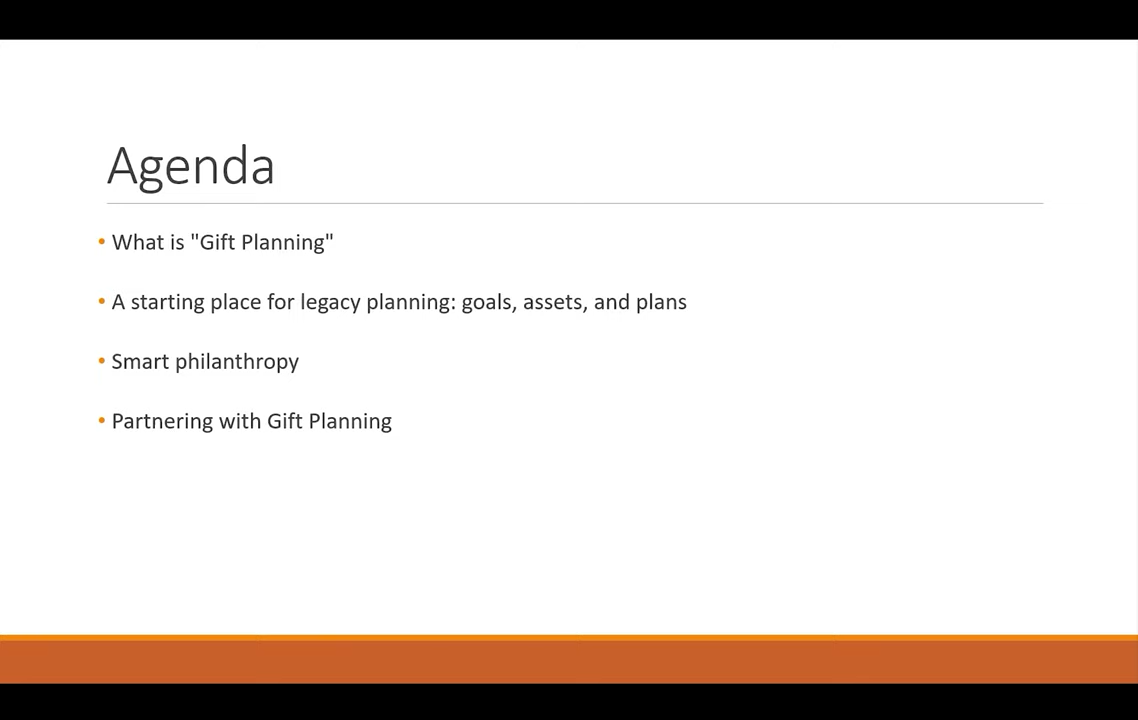 Agenda
• What is "Gift Planning"
• A starting place for legacy planning: goals, assets, and plans
• Smart philanthropy
• Partnering with Gift Planning